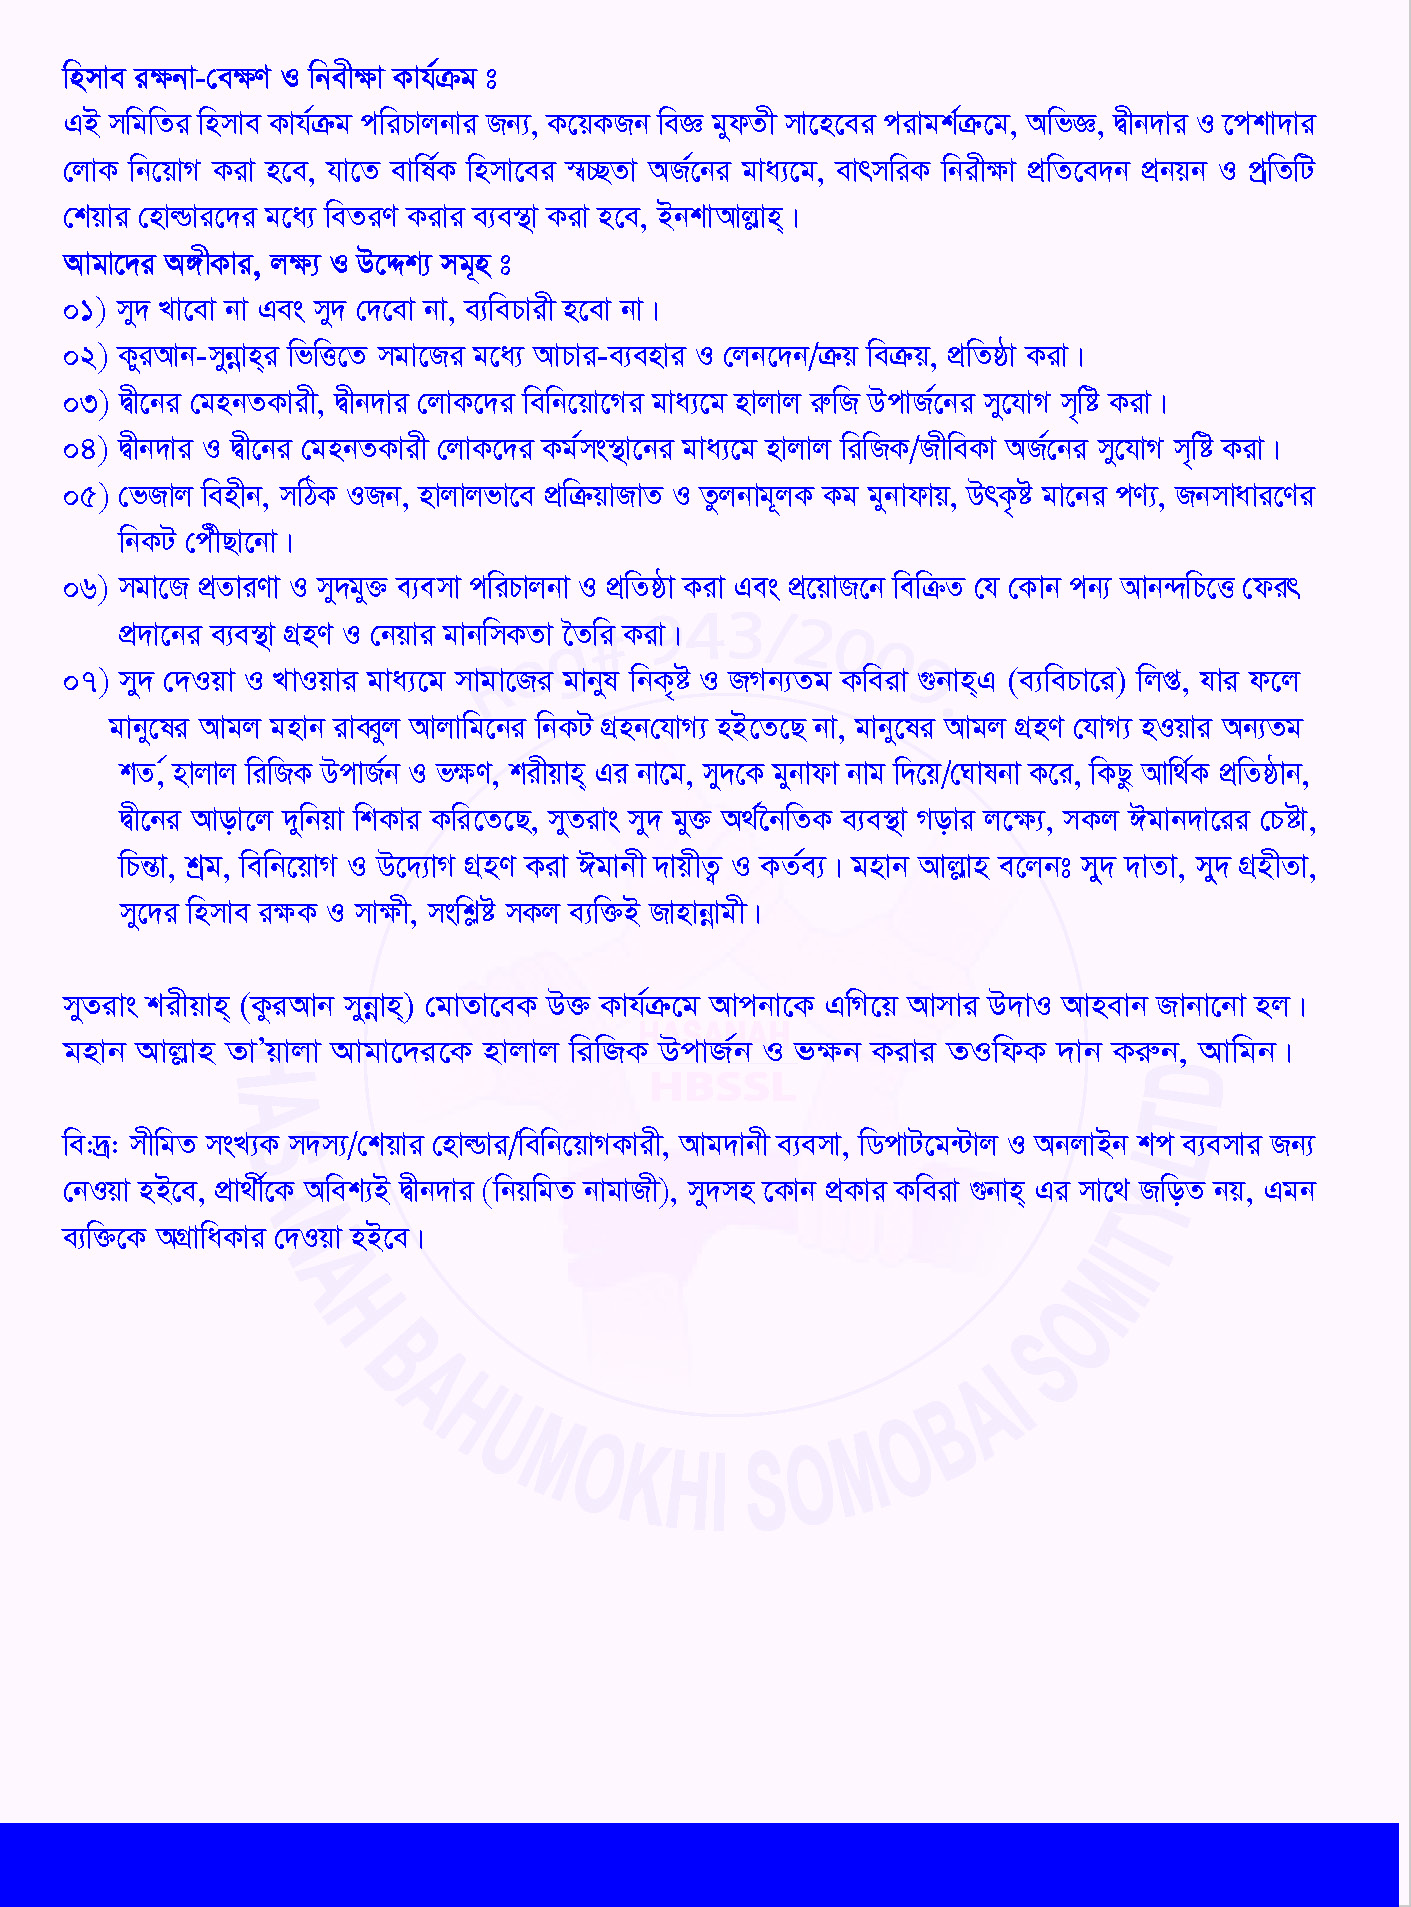 হিসাব রক্ষনা-বেক্ষণ ও নিবীক্ষা কার্যক্রম ঃ
এই সমিতির হিসাব কার্যক্রম পরিচালনার জন্য, কয়েকজন বিজ্ঞ মুফতী সাহেবের পরামর্শক্রমে, অভিজ্ঞ, দ্বীনদার ও পেশাদার
লোক নিয়োগ করা হবে, যাতে বার্ষিক হিসাবের স্বচ্ছতা অর্জনের মাধ্যমে, বাৎসরিক নিরীক্ষা প্রতিবেদন প্রনয়ন ও প্রতিটি
শেয়ার হোল্ডারদের মধ্যে বিতরণ করার ব্যবস্থা করা হবে, ইনশাআল্লাহ্।
আমাদের অঙ্গীকার, লক্ষ্য ও উদ্দেশ্য সমূহ ঃ
০১) সুদ খাবো না এবং সুদ দেবো না, ব্যবিচারী হবো না।
০২) কুরআন-সুন্নাহ্‌র ভিত্তিতে সমাজের মধ্যে আচার-ব্যবহার ও লেনদেন/ক্রয় বিক্রয়, প্রতিষ্ঠা করা।
০৩) দ্বীনের মেহনতকারী, দ্বীনদার লোকদের বিনিয়োগের মাধ্যমে হালাল রুজি উপার্জনের সুযোগ সৃষ্টি করা।
০৪) দ্বীনদার ও দ্বীনের মেহনতকারী লোকদের কর্মসংস্থানের মাধ্যমে হালাল রিজিক/জীবিকা অর্জনের সুযোগ সৃষ্টি করা।
০৫) ভেজাল বিহীন, সঠিক ওজন, হালালভাবে প্রক্রিয়াজাত ও তুলনামূলক কম মুনাফায়, উৎকৃষ্ট মানের পণ্য, জনসাধারণের
নিকট পৌঁছানো।
০৬) সমাজে প্রতারণা ও সুদমুক্ত ব্যবসা পরিচালনা ও প্রতিষ্ঠা করা এবং প্রয়োজনে বিক্রিত যে কোন পন্য আনন্দচিত্তে ফেরৎ
প্রদানের ব্যবস্থা গ্রহণ ও নেয়ার মানসিকতা তৈরি করা।
০৭) সুদ দেওয়া ও খাওয়ার মাধ্যমে সামাজের মানুষ নিকৃষ্ট ও জগন্যতম কবিরা গুনাহ্‌এ (ব্যবিচারে) লিপ্ত, যার ফলে
মানুষের আমল মহান রাব্বুল আলামিনের নিকট গ্রহনযোগ্য হইতেছে না, মানুষের আমল গ্রহণ যোগ্য হওয়ার অন্যতম
শর্ত, হালাল রিজিক উপার্জন ও ভক্ষণ, শরীয়াহ্ এর নামে, সুদকে মুনাফা নাম দিয়ে/ঘোষনা করে, কিছু আর্থিক প্রতিষ্ঠান,
দ্বীনের আড়ালে দুনিয়া শিকার করিতেছে, সুতরাং সুদ মুক্ত অর্থনৈতিক ব্যবস্থা গড়ার লক্ষ্যে, সকল ঈমানদারের চেষ্টা,
চিন্তা, শ্রম, বিনিয়োগ ও উদ্যোগ গ্রহণ করা ঈমানী দায়ীত্ব ও কর্তব্য। মহান আল্লাহ বলেনঃ সুদ দাতা, সুদ গ্রহীতা,
সুদের হিসাব রক্ষক ও সাক্ষী, সংশ্লিষ্ট সকল ব্যক্তিই জাহান্নামী।
সুতরাং শরীয়াহ্ (কুরআন সুন্নাহ্) মোতাবেক উক্ত কার্যক্রমে আপনাকে এগিয়ে আসার উদাও আহবান জানানো হল।
মহান আল্লাহ তা'য়ালা আমাদেরকে হালাল রিজিক উপার্জন ও ভক্ষন করার তওফিক দান করুন, আমিন।
বি:দ্র: সীমিত সংখ্যক সদস্য/শেয়ার হোল্ডার/বিনিয়োগকারী, আমদানী ব্যবসা, ডিপাটমেন্টাল ও অনলাইন শপ ব্যবসার জন্য
নেওয়া হইবে, প্রার্থীকে অবিশ্যই দ্বীনদার (নিয়মিত নামাজী), সুদসহ কোন প্রকার কবিরা গুনাহ্ এর সাথে জড়িত নয়, এমন
ব্যক্তিকে অগ্রাধিকার দেওয়া হইবে।
Reg# 943/2009.
HASANAH
HBSSL
HASANAH BAHUMOKHI SOMOBAI SOMITY LTD